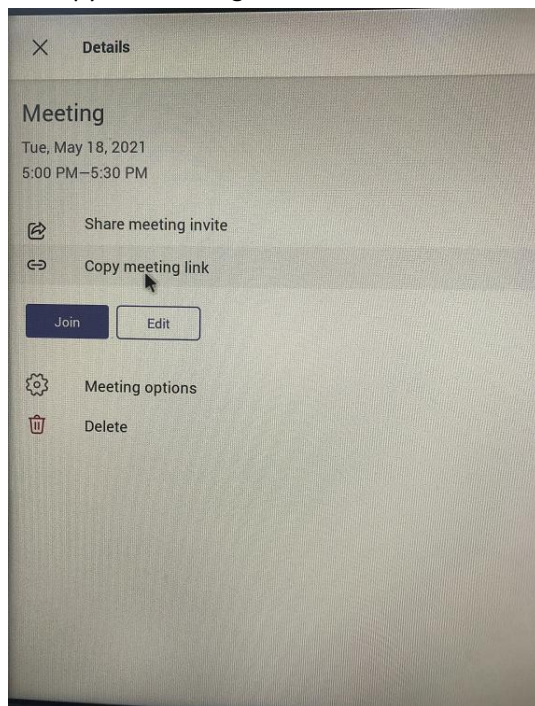 Details
Meeting
Tue, May 18, 2021
5:00 PM—5:30 PM
Share meeting invite
Copy meeting link
Join
Edit
Meeting options
Delete